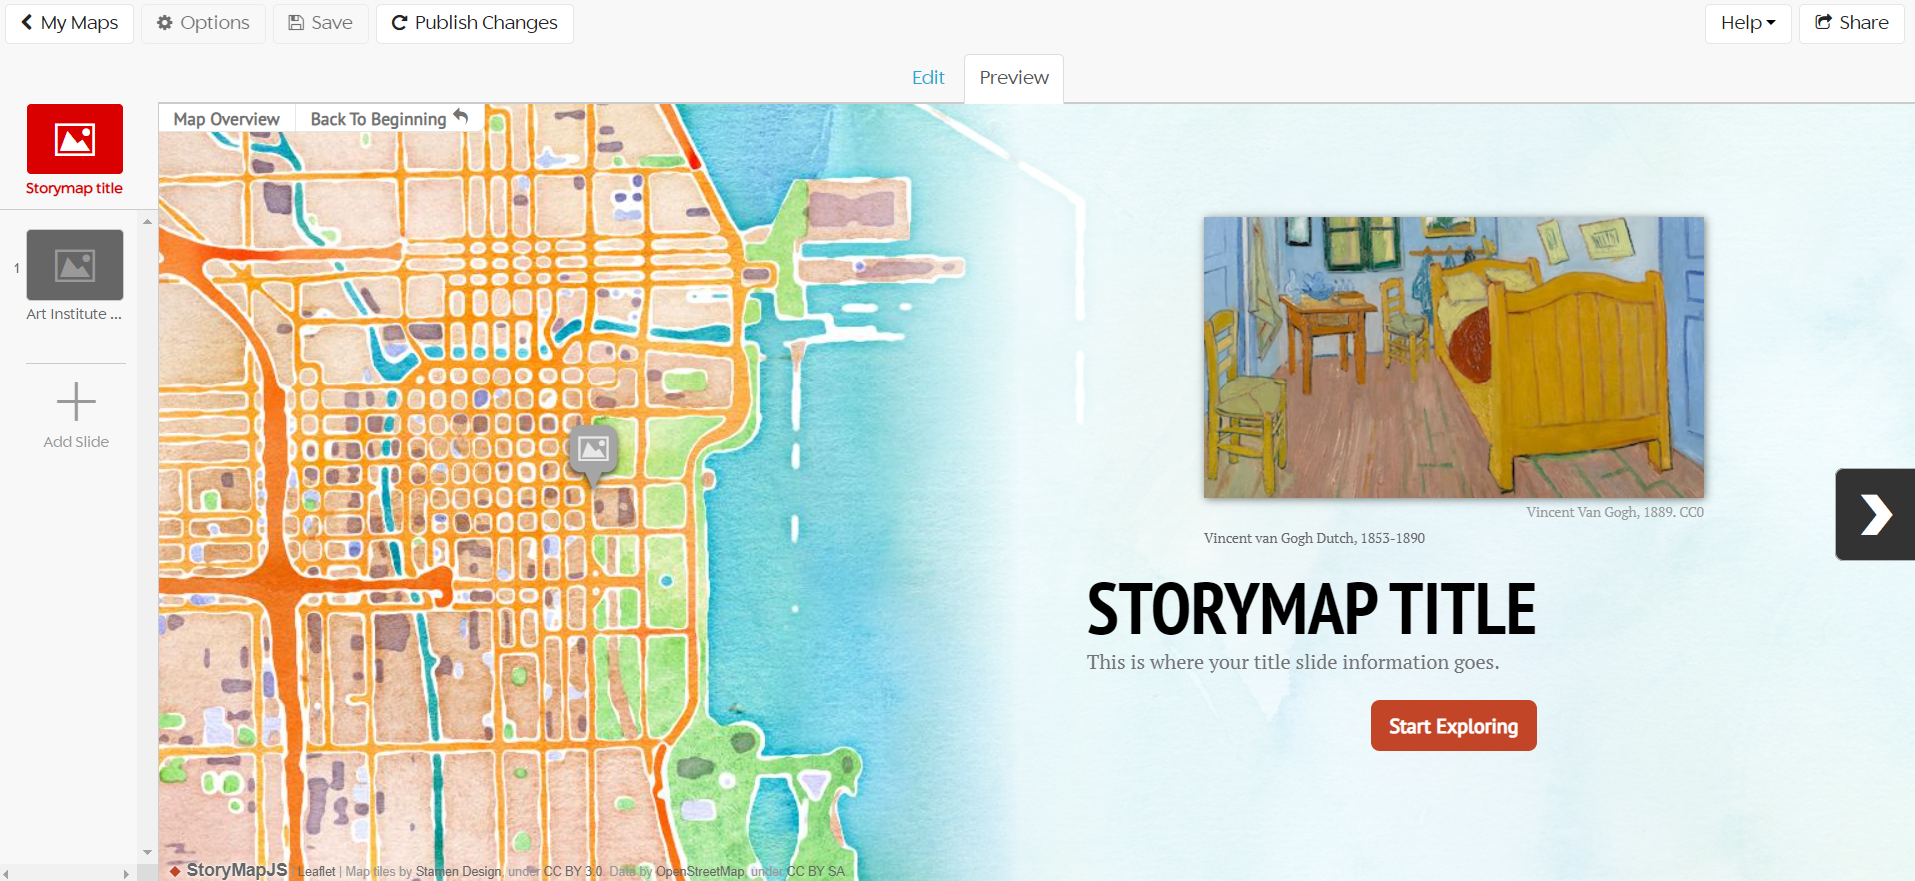 My Maps
Options
Save
Publish Changes
Help
Share
Edit
Preview
Storymap title
1
Art Institute ...
Add Slide
Map Overview
Back To Beginning
Vincent Van Gogh, 1889. CC0
Vincent van Gogh Dutch, 1853-1890
STORYMAP TITLE
This is where your title slide information goes.
Start Exploring
StoryMapJS Leaflet | Map tiles by Stamen Design, under CC BY 3.0. Data by OpenStreetMap, under CC BY SA.